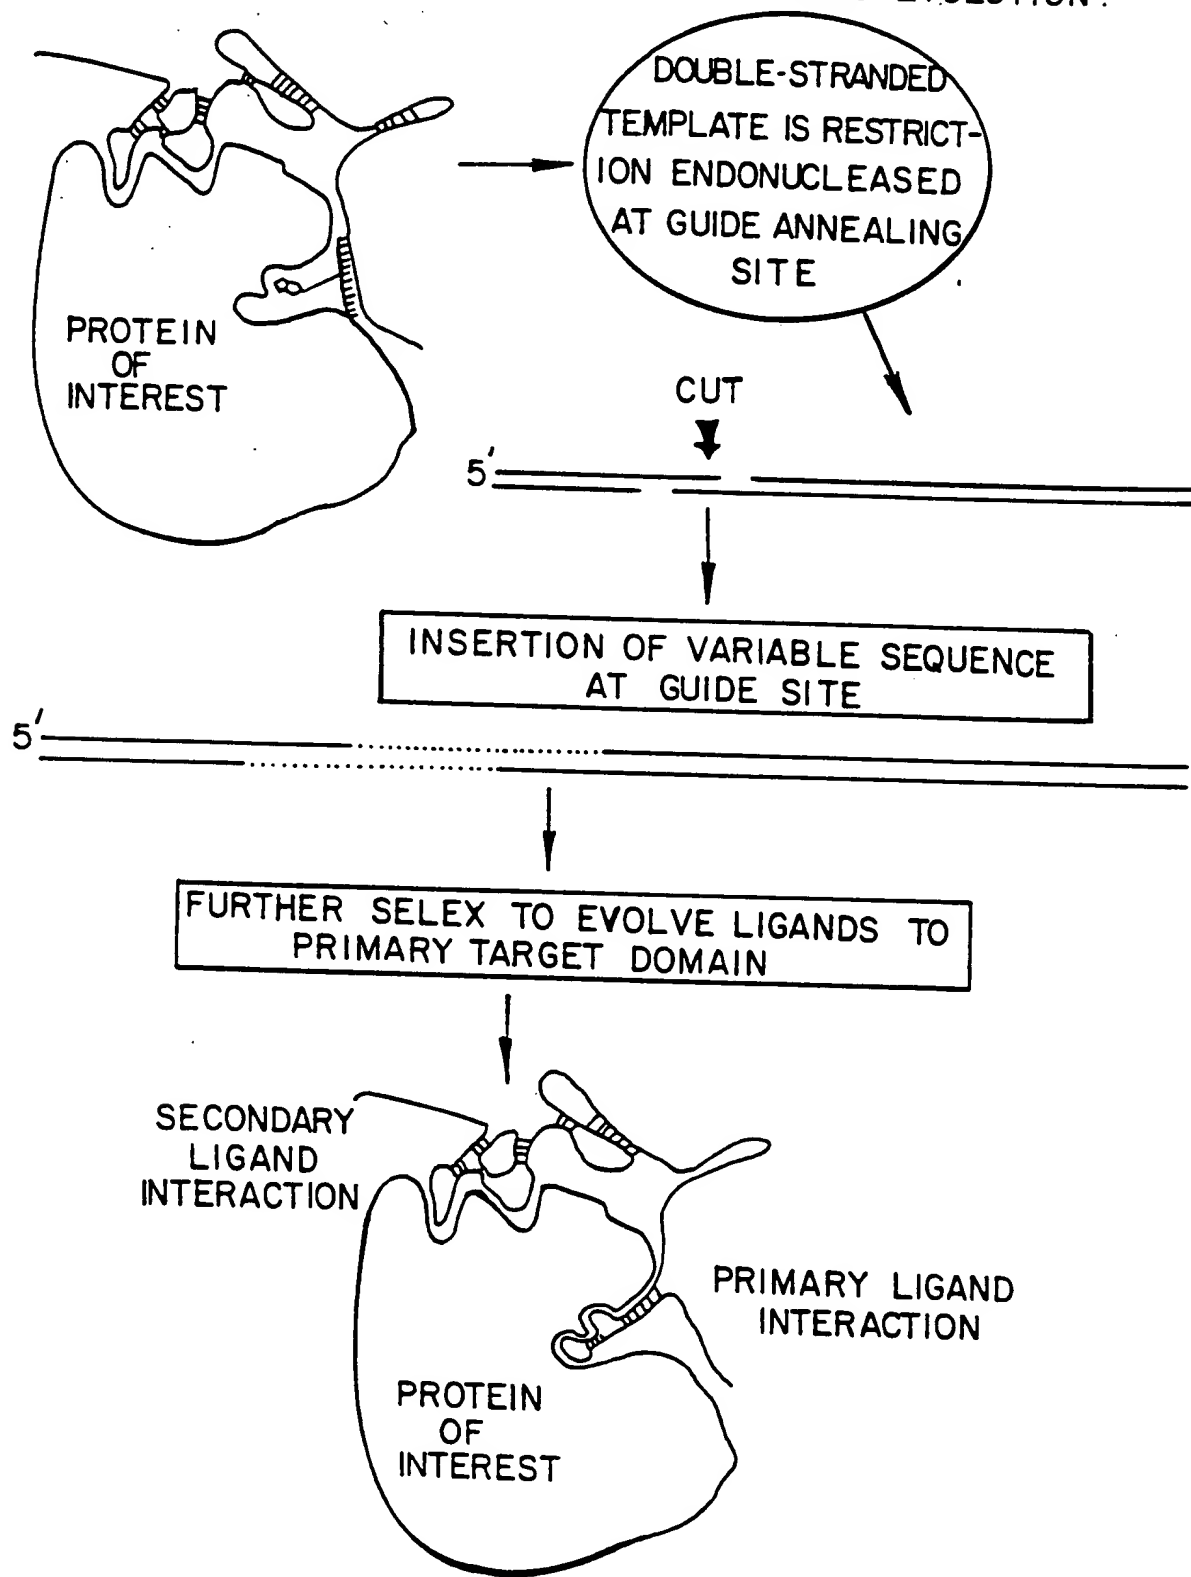 DOUBLE-STRANDED
TEMPLATE IS RESTRICT-
ION ENDONUCLEASED
AT GUIDE ANNEALING
SITE
PROTEIN
OF
INTEREST
CUT
5'
INSERTION OF VARIABLE SEQUENCE
AT GUIDE SITE
5'
FURTHER SELEX TO EVOLVE LIGANDS TO
PRIMARY TARGET DOMAIN
SECONDARY
LIGAND
INTERACTION
PRIMARY LIGAND
INTERACTION
PROTEIN
OF
INTEREST